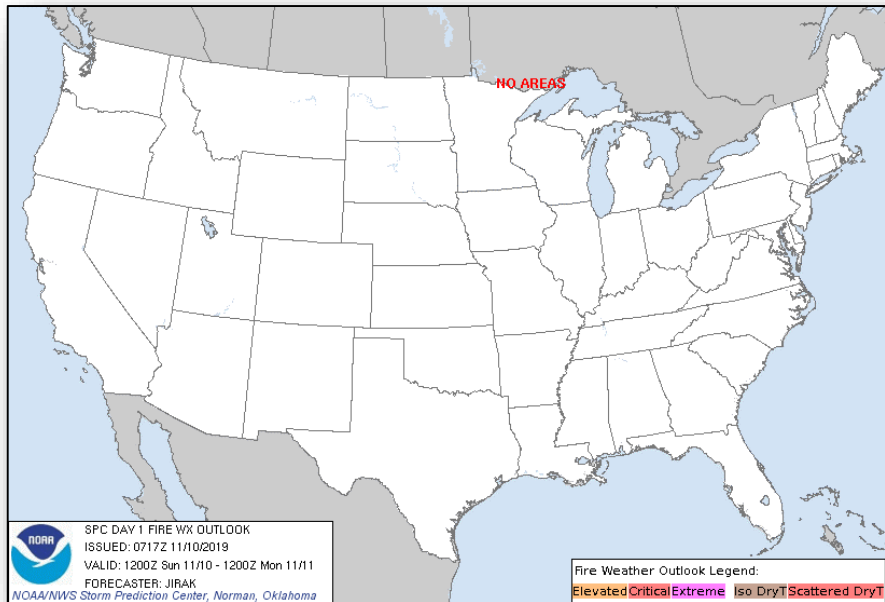 NO AREAS
NOAA
SPC DAY 1 FIRE WX OUTLOOK
ISSUED: 0717Z 11/10/2019
VALID: 1200Z Sun 11/10 - 1200Z Mon 11/11
FORECASTER: JIRAK
NOAA/NWS Storm Prediction Center, Norman, Oklahoma
Fire Weather Outlook Legend:
Elevated Critical Extreme Iso DryT Scattered DryT